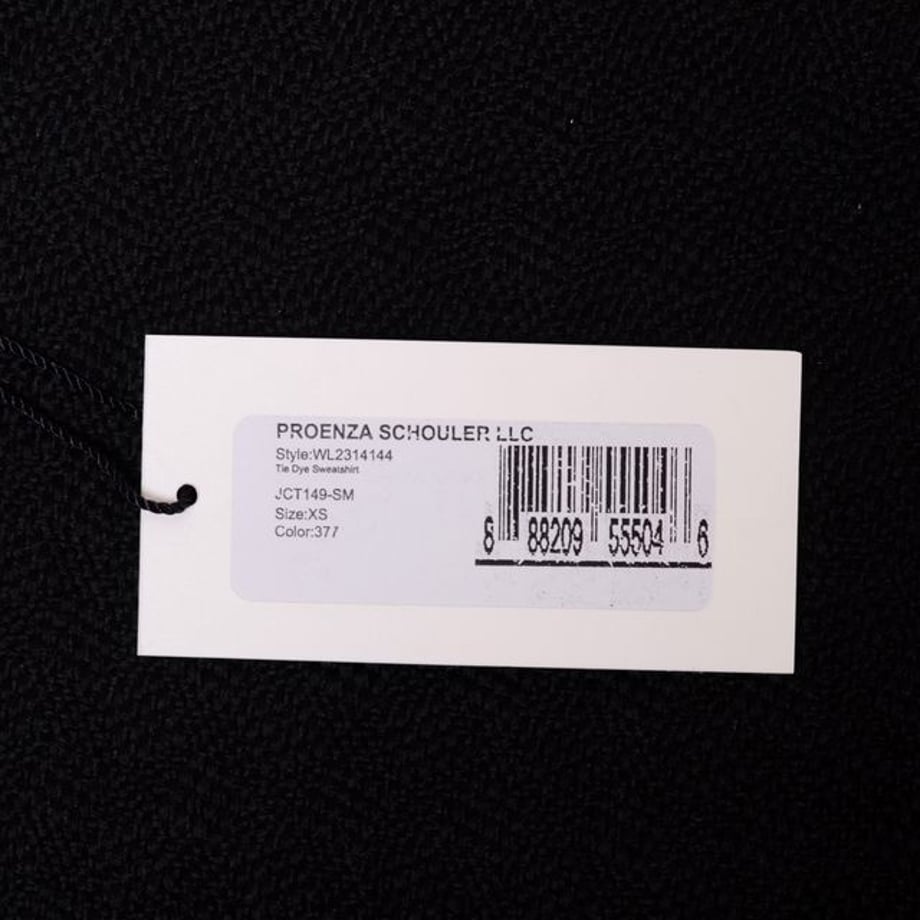 PROENZA SCHOULER LLC
Style:WL2314144
Tie Dye Sweatshirt
JCT149-SM
Size:XS
Color:377
8 88209 55504 6